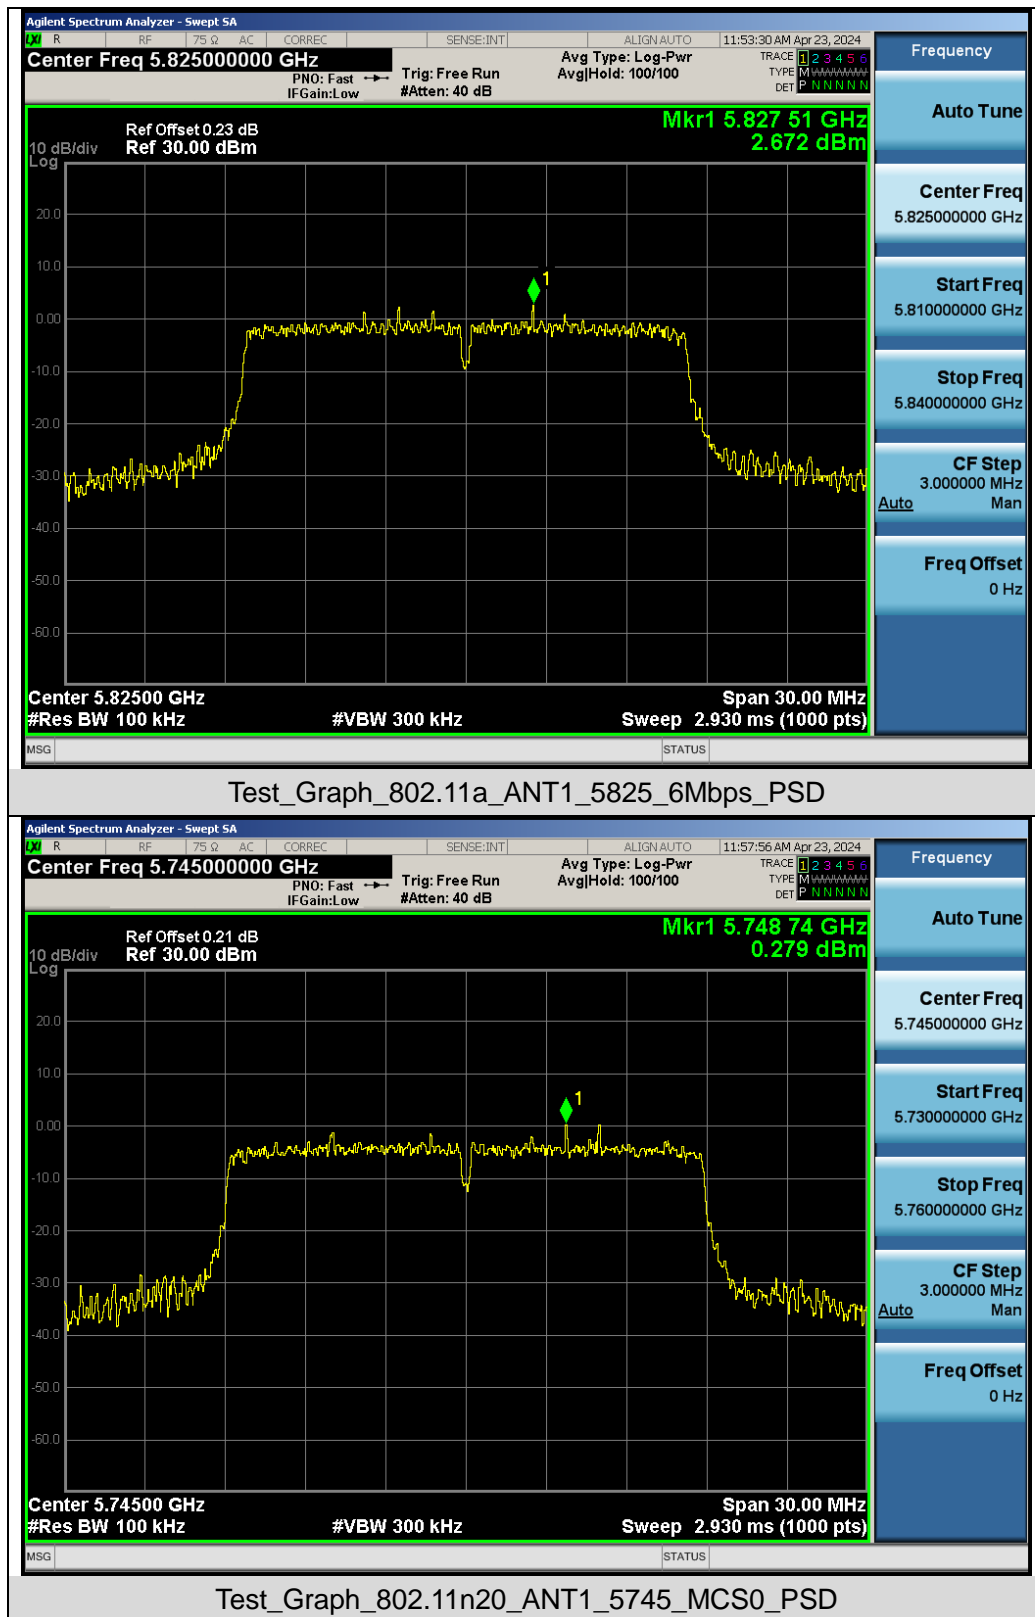 Agilent Spectrum Analyzer - Swept SA
LXI R RF 75 Ω AC CORREC SENSE:INT ALIGN AUTO 11:53:30 AM Apr 23, 2024
Center Freq 5.825000000 GHz
PNO: Fast
IFGain:Low
Trig: Free Run
#Atten: 40 dB
Avg Type: Log-Pwr
Avg|Hold: 100/100
TRACE 1 2 3 4 5 6
TYPE M
DET P N N N N N
Mkr1 5.827 51 GHz
2.672 dBm
Ref Offset 0.23 dB
10 dB/div Ref 30.00 dBm
Log
20.0
10.0
0.00
-10.0
-20.0
-30.0
-40.0
-50.0
-60.0
1
Center 5.82500 GHz Span 30.00 MHz
#Res BW 100 kHz #VBW 300 kHz Sweep 2.930 ms (1000 pts)
MSG STATUS
Frequency
Auto Tune
Center Freq
5.825000000 GHz
Start Freq
5.810000000 GHz
Stop Freq
5.840000000 GHz
CF Step
3.000000 MHz
Auto Man
Freq Offset
0 Hz
Test_Graph_802.11a_ANT1_5825_6Mbps_PSD
Agilent Spectrum Analyzer - Swept SA
LXI R RF 75 Ω AC CORREC SENSE:INT ALIGN AUTO 11:57:56 AM Apr 23, 2024
Center Freq 5.745000000 GHz
PNO: Fast
IFGain:Low
Trig: Free Run
#Atten: 40 dB
Avg Type: Log-Pwr
Avg|Hold: 100/100
TRACE 1 2 3 4 5 6
TYPE M
DET P N N N N N
Mkr1 5.748 74 GHz
0.279 dBm
Ref Offset 0.21 dB
10 dB/div Ref 30.00 dBm
Log
20.0
10.0
0.00
-10.0
-20.0
-30.0
-40.0
-50.0
-60.0
1
Center 5.74500 GHz Span 30.00 MHz
#Res BW 100 kHz #VBW 300 kHz Sweep 2.930 ms (1000 pts)
MSG STATUS
Frequency
Auto Tune
Center Freq
5.745000000 GHz
Start Freq
5.730000000 GHz
Stop Freq
5.760000000 GHz
CF Step
3.000000 MHz
Auto Man
Freq Offset
0 Hz
Test_Graph_802.11n20_ANT1_5745_MCS0_PSD